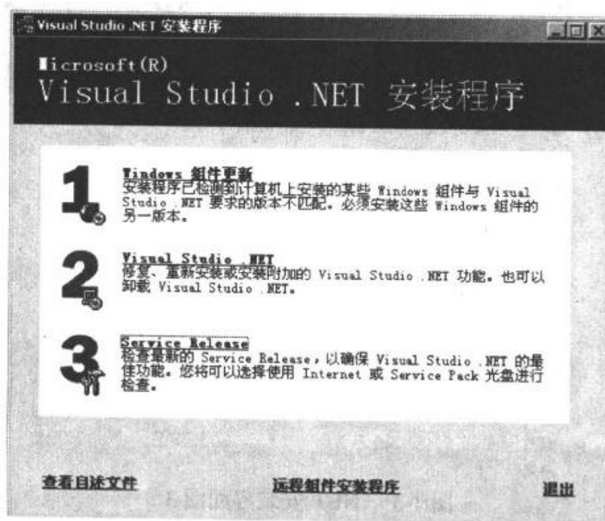 Visual Studio .NET 安装程序
Microsoft(R)
Visual Studio .NET 安装程序
1
Windows 组件更新
安装程序已检测到计算机上安装的某些 Windows 组件与 Visual
Studio .NET 要求的版本不匹配。必须安装这些 Windows 组件的
另一版本。
2
Visual Studio .NET
修复、重新安装或安装附加的 Visual Studio .NET 功能。也可以
卸载 Visual Studio .NET。
3
Service Release
检查最新的 Service Release，以确保 Visual Studio .NET 的最
佳功能。您将可以选择使用 Internet 或 Service Pack 光盘进行
检查。
查看自述文件 远程组件安装程序 退出